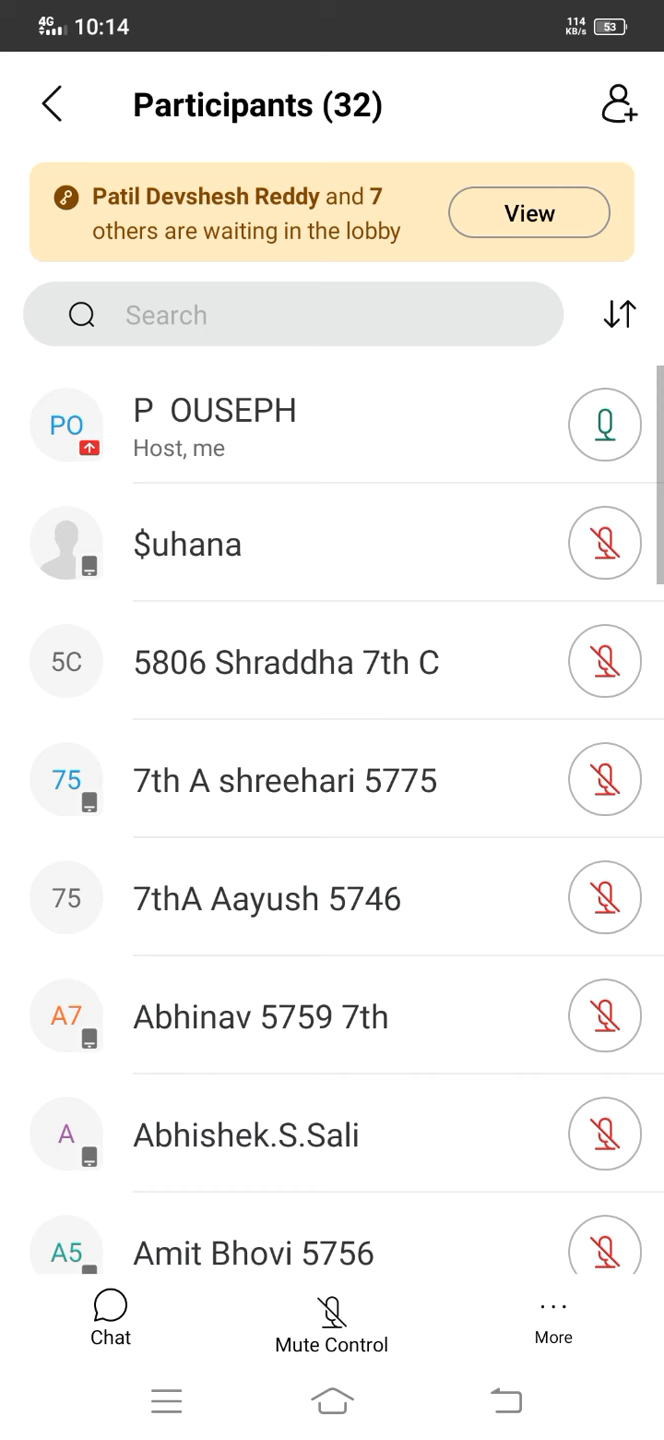 4G 10:14 114 KB/s 53
Participants (32)
Patil Devshesh Reddy and 7
others are waiting in the lobby
View
Search
PO P OUSEPH
Host, me
$uhana
5C 5806 Shraddha 7th C
75 7th A shreehari 5775
75 7thA Aayush 5746
A7 Abhinav 5759 7th
A Abhishek.S.Sali
A5 Amit Bhovi 5756
Chat Mute Control More